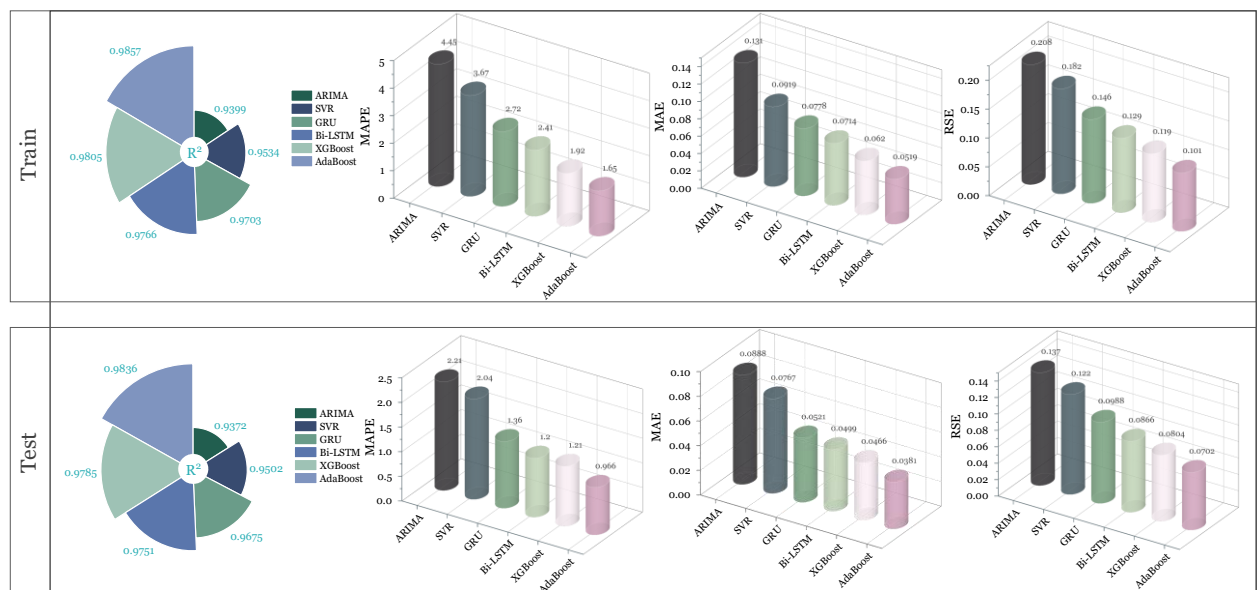 Train
0.9857
0.9399
0.9534
0.9703
0.9766
0.9805
R²
ARIMA
SVR
GRU
Bi-LSTM
XGBoost
AdaBoost
MAPE
5
4
3
2
1
0
4.45
3.67
2.72
2.41
1.92
1.65
ARIMA
SVR
GRU
Bi-LSTM
XGBoost
AdaBoost
MAE
0.14
0.12
0.10
0.08
0.06
0.04
0.02
0.00
0.131
0.0919
0.0778
0.0714
0.062
0.0519
ARIMA
SVR
GRU
Bi-LSTM
XGBoost
AdaBoost
RSE
0.20
0.15
0.10
0.05
0.00
0.208
0.182
0.146
0.129
0.119
0.101
ARIMA
SVR
GRU
Bi-LSTM
XGBoost
AdaBoost
Test
0.9836
0.9372
0.9502
0.9675
0.9751
0.9785
R²
ARIMA
SVR
GRU
Bi-LSTM
XGBoost
AdaBoost
MAPE
2.5
2.0
1.5
1.0
0.5
0.0
2.21
2.04
1.36
1.2
1.21
0.966
ARIMA
SVR
GRU
Bi-LSTM
XGBoost
AdaBoost
MAE
0.10
0.08
0.06
0.04
0.02
0.00
0.0888
0.0767
0.0521
0.0499
0.0466
0.0381
ARIMA
SVR
GRU
Bi-LSTM
XGBoost
AdaBoost
RSE
0.14
0.12
0.10
0.08
0.06
0.04
0.02
0.00
0.137
0.122
0.0988
0.0866
0.0804
0.0702
ARIMA
SVR
GRU
Bi-LSTM
XGBoost
AdaBoost